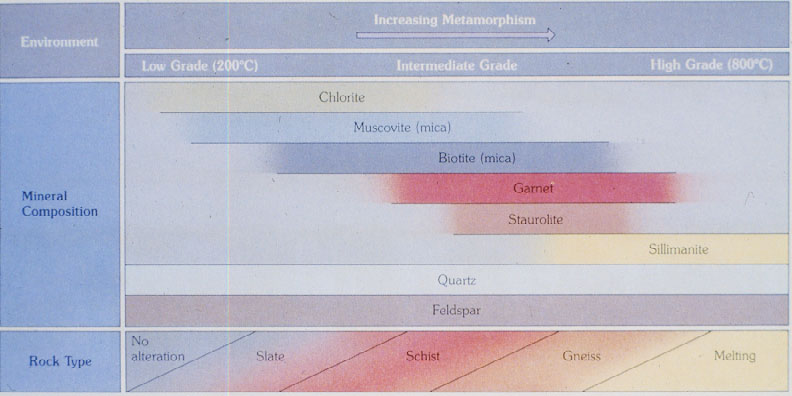 Increasing Metamorphism
Environment
Low Grade (200°C)
Intermediate Grade
High Grade (800°C)
Mineral
Composition
Chlorite
Muscovite (mica)
Biotite (mica)
Garnet
Staurolite
Sillimanite
Quartz
Feldspar
Rock Type
No
alteration
Slate
Schist
Gneiss
Melting